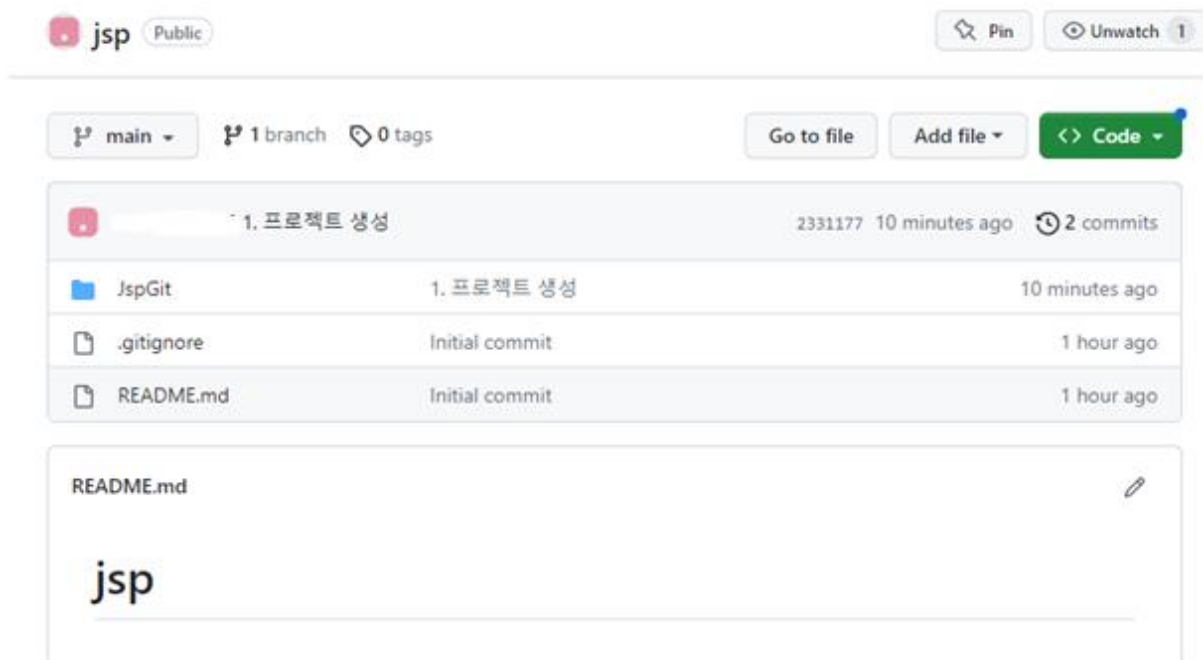 jsp Public Pin Unwatch 1
main 1 branch 0 tags Go to file Add file <> Code
1. 프로젝트 생성 2331177 10 minutes ago 2 commits
JspGit 1. 프로젝트 생성 10 minutes ago
.gitignore Initial commit 1 hour ago
README.md Initial commit 1 hour ago
README.md
jsp